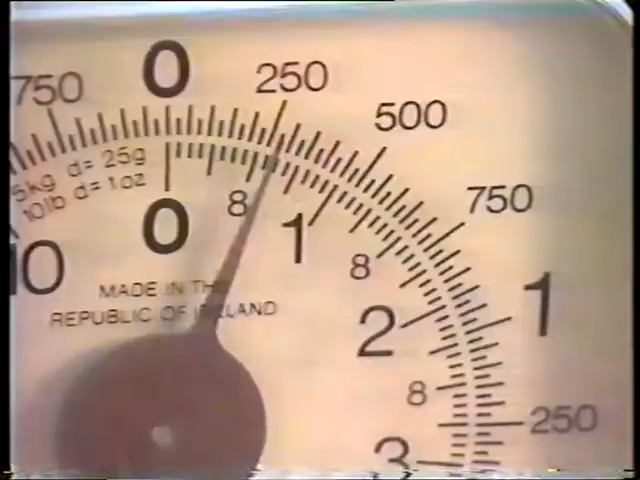 750 0 250 500 750 1 250
5kg d=25g
10lb d=1oz
10 0 8 1 8 2 8 3
MADE IN THE
REPUBLIC OF IRELAND